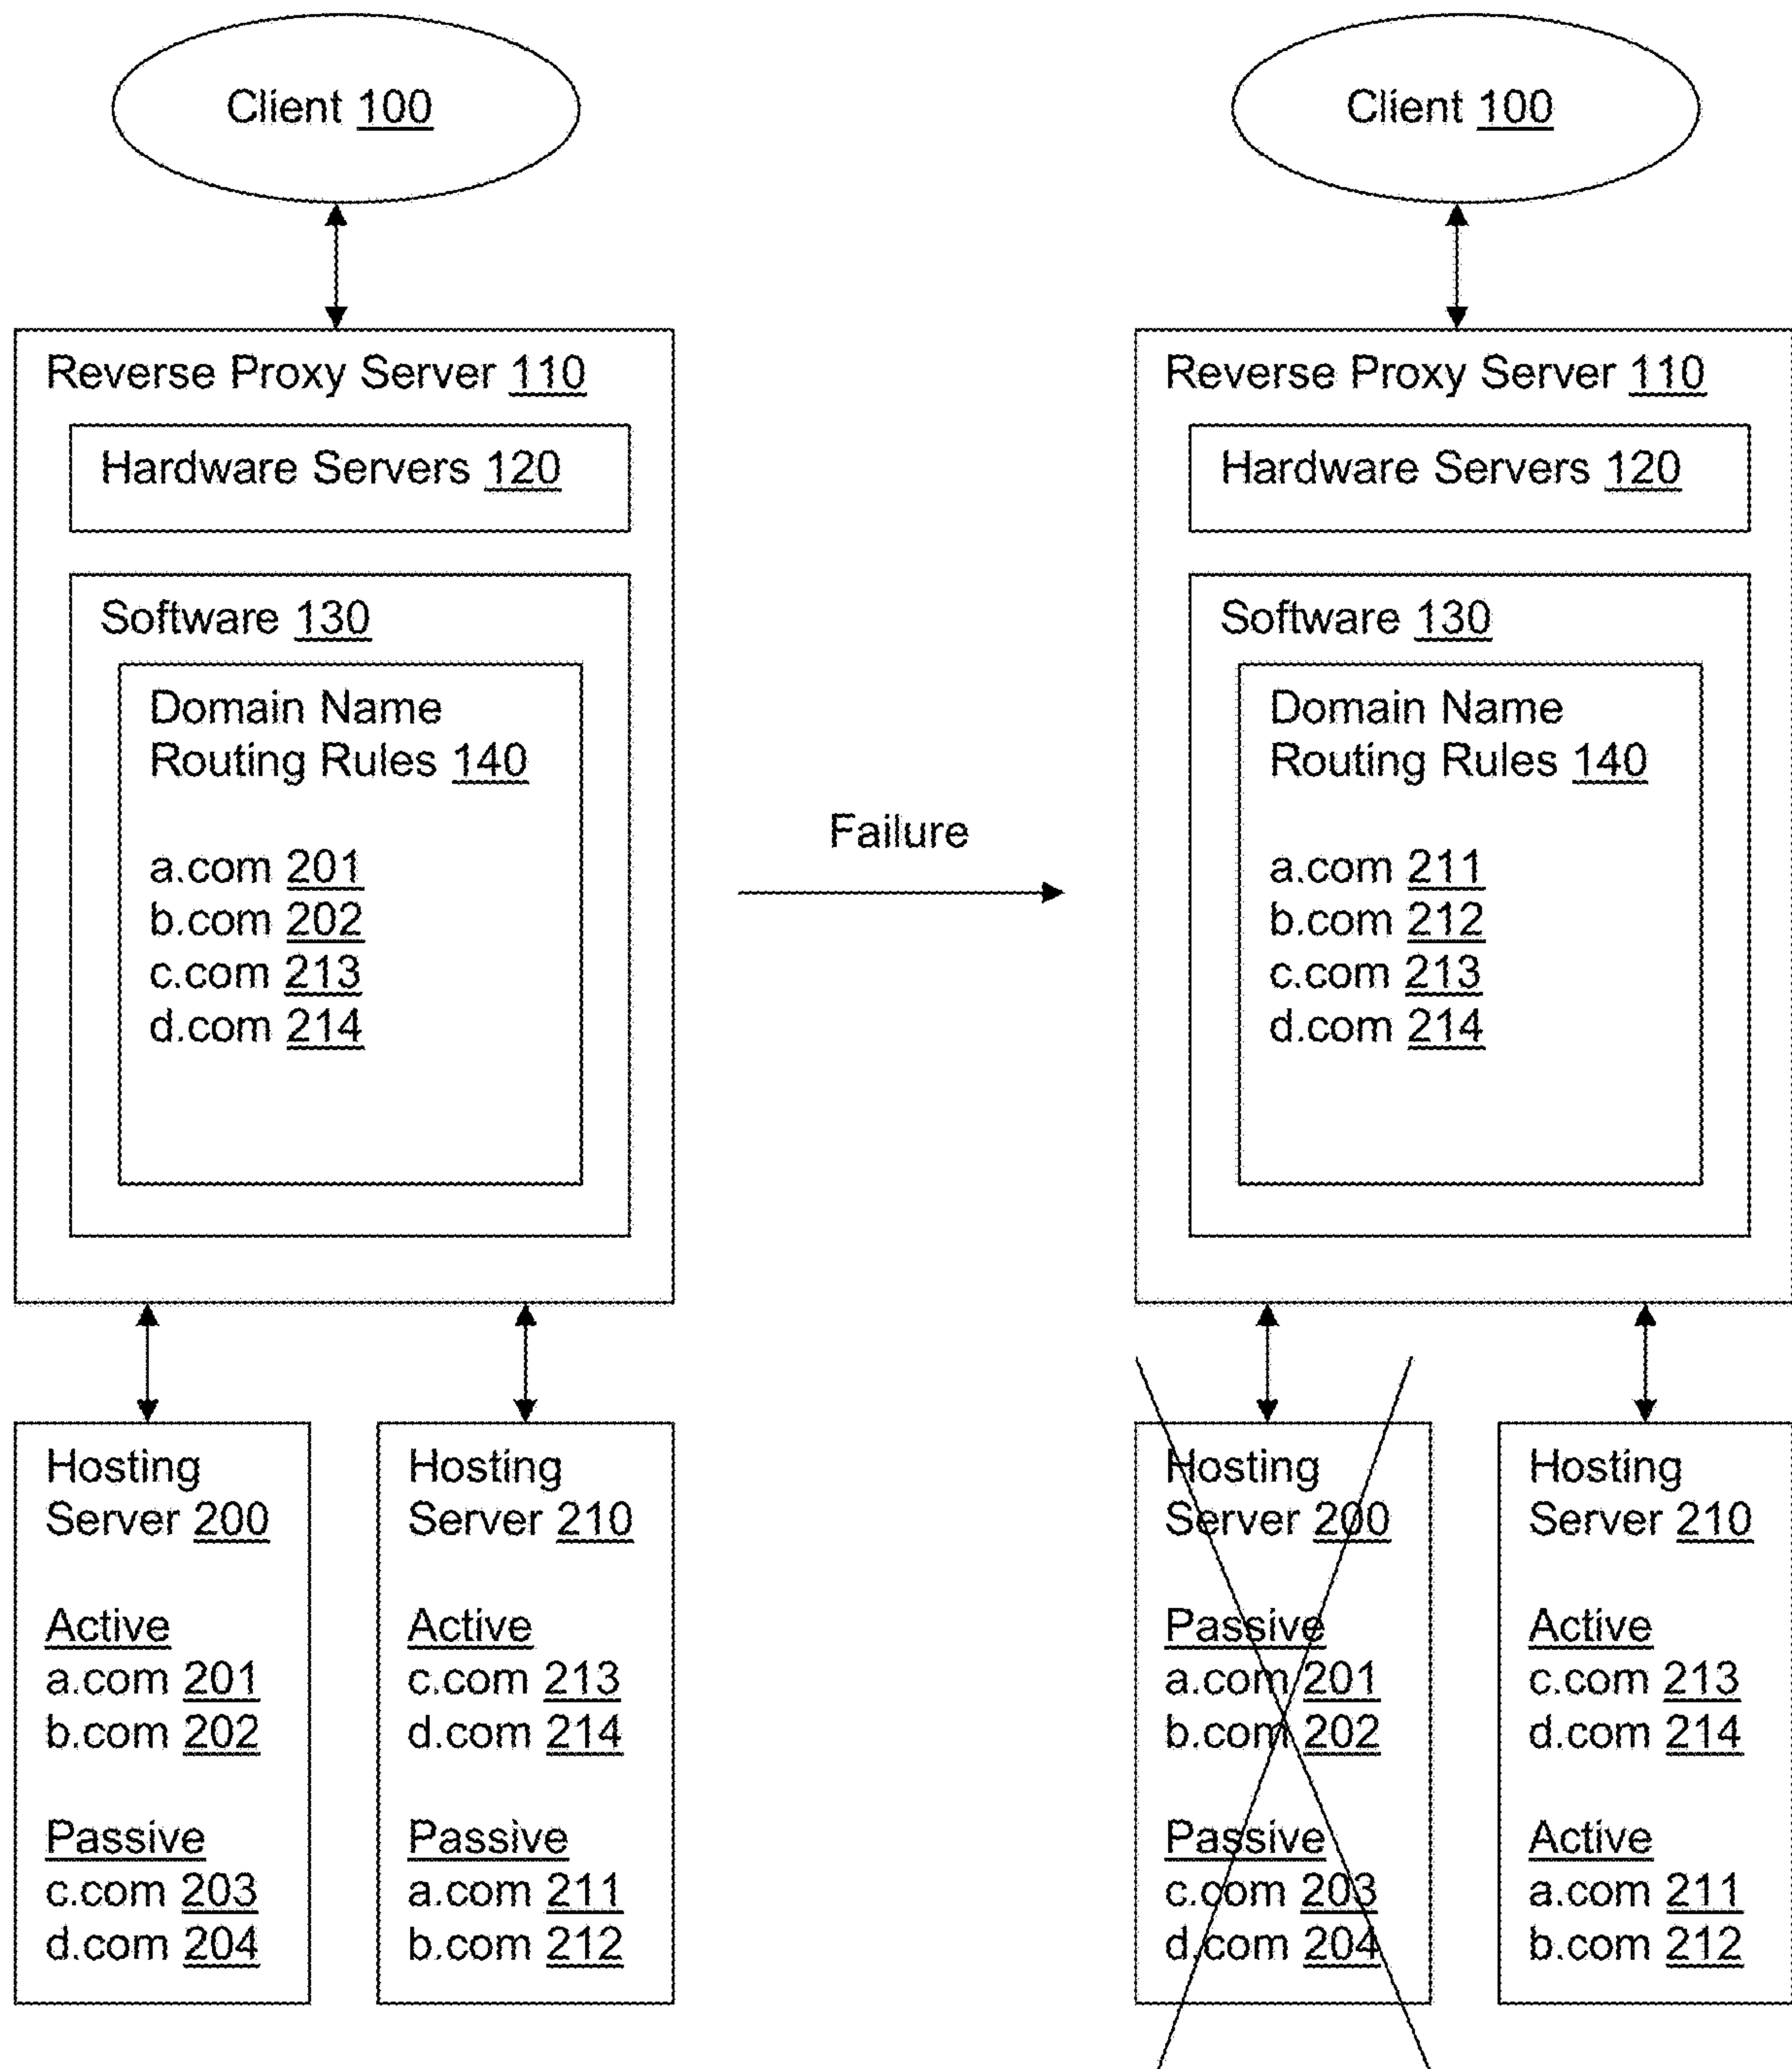 Client 100
Reverse Proxy Server 110
Hardware Servers 120
Software 130
Domain Name
Routing Rules 140
a.com 201
b.com 202
c.com 213
d.com 214
Hosting
Server 200
Active
a.com 201
b.com 202
Passive
c.com 203
d.com 204
Hosting
Server 210
Active
c.com 213
d.com 214
Passive
a.com 211
b.com 212
Failure
Client 100
Reverse Proxy Server 110
Hardware Servers 120
Software 130
Domain Name
Routing Rules 140
a.com 211
b.com 212
c.com 213
d.com 214
Hosting
Server 200
Passive
a.com 201
b.com 202
Passive
c.com 203
d.com 204
Hosting
Server 210
Active
c.com 213
d.com 214
Active
a.com 211
b.com 212